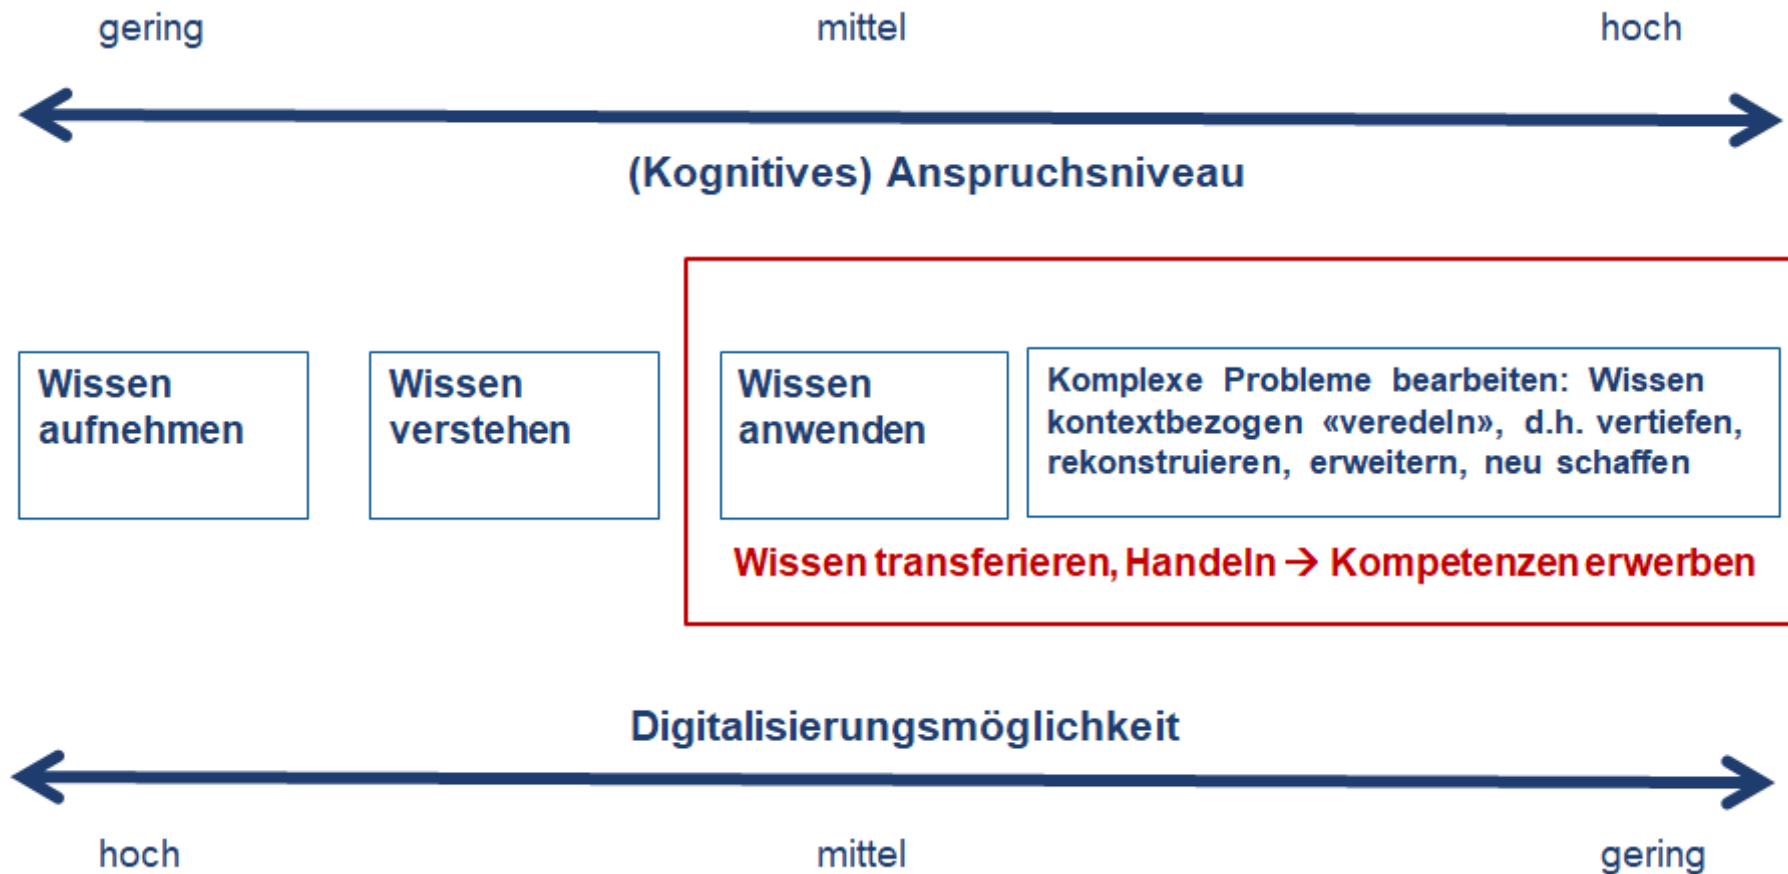 gering mittel hoch
(Kognitives) Anspruchsniveau
Wissen
aufnehmen
Wissen
verstehen
Wissen
anwenden
Komplexe Probleme bearbeiten: Wissen
kontextbezogen «veredeln», d.h. vertiefen,
rekonstruieren, erweitern, neu schaffen
Wissen transferieren, Handeln → Kompetenzen erwerben
Digitalisierungsmöglichkeit
hoch mittel gering